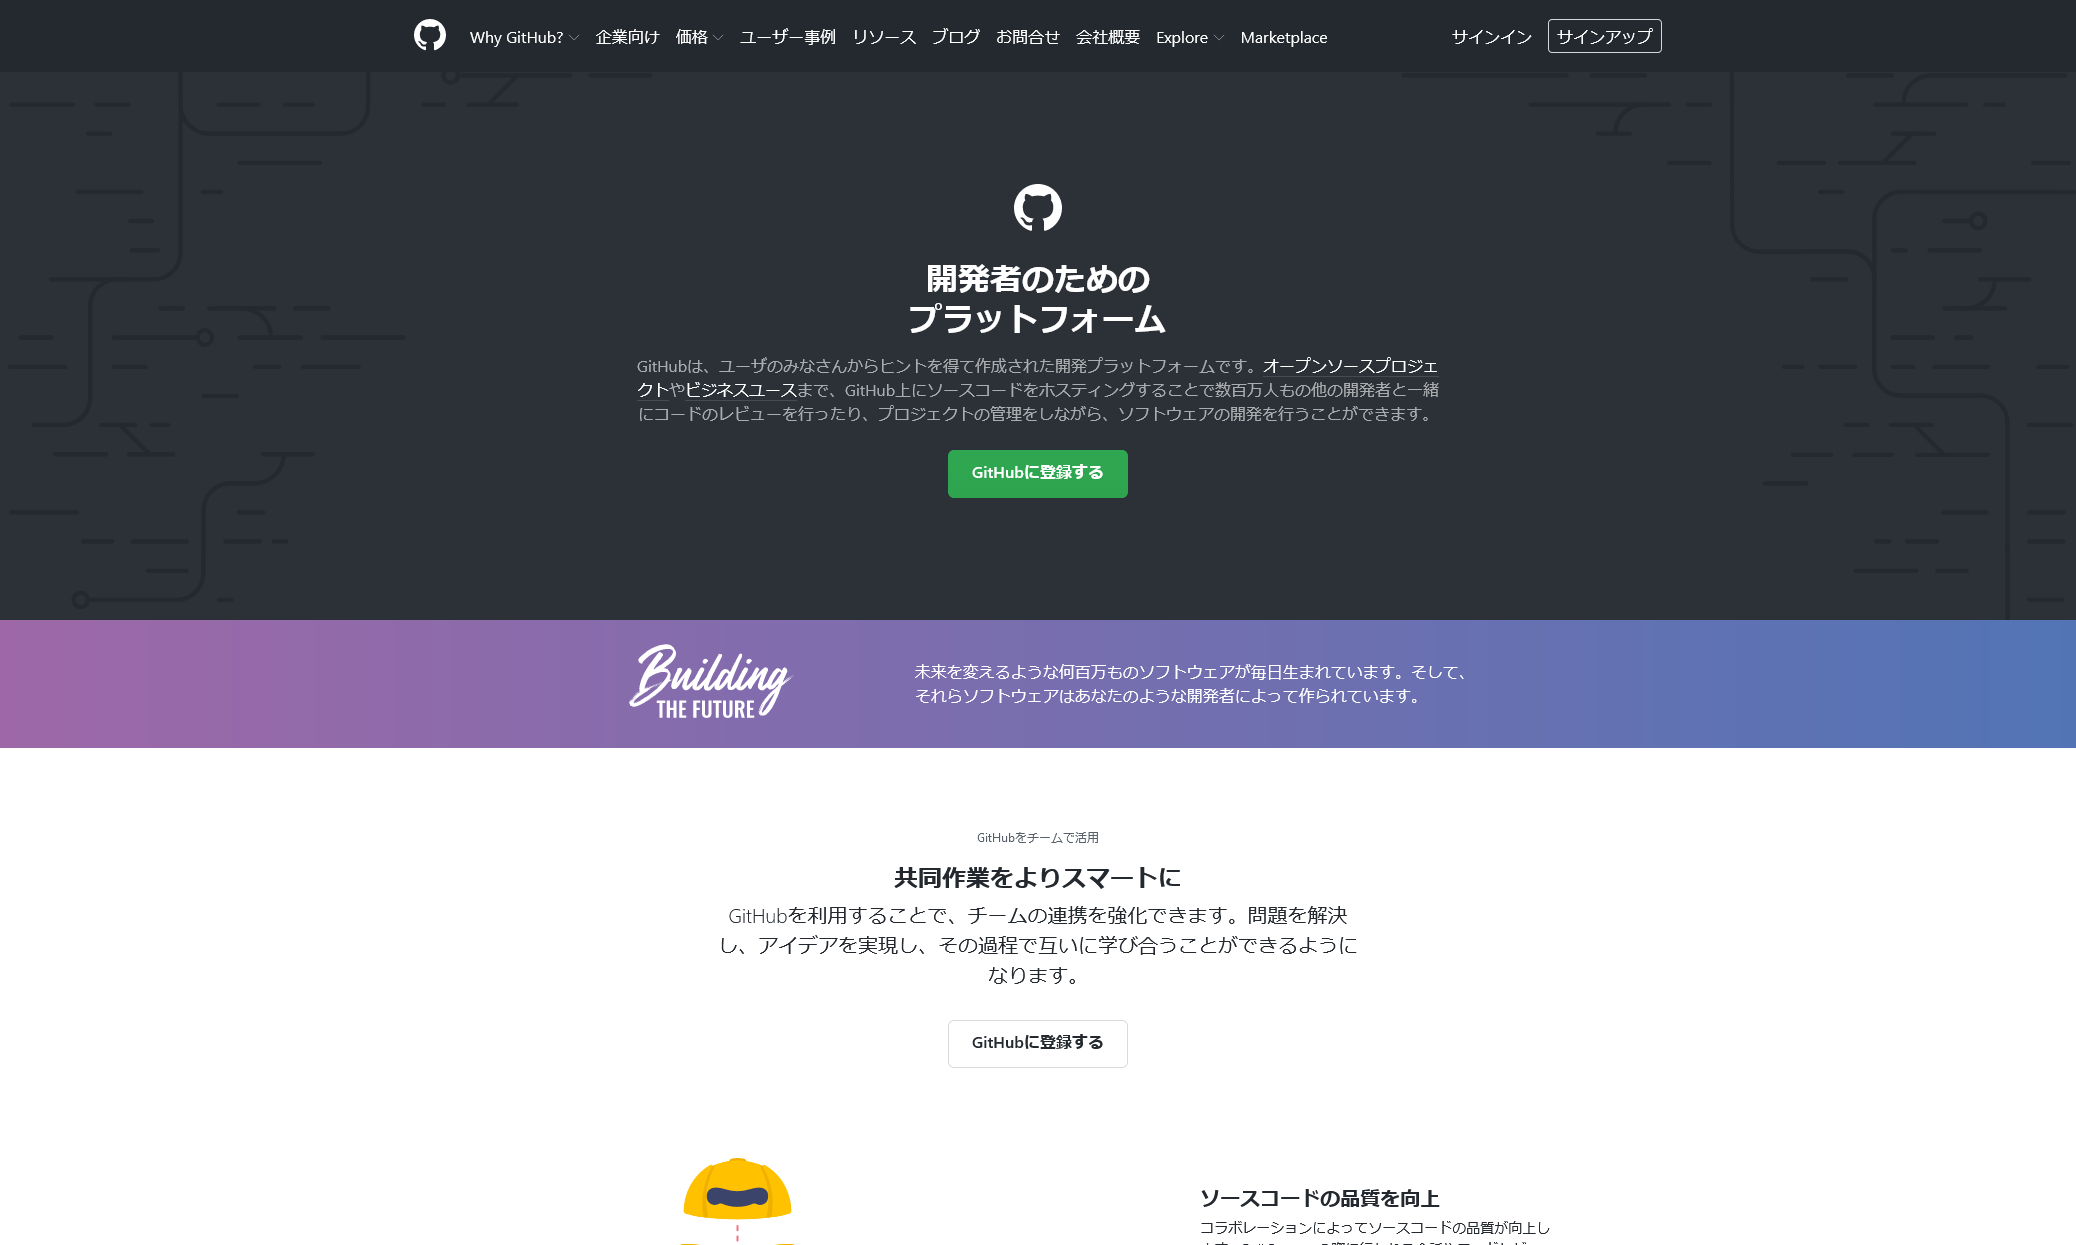 Why GitHub? 企業向け 価格 ユーザー事例 リソース ブログ お問合せ 会社概要 Explore Marketplace サインイン サインアップ
開発者のための
プラットフォーム
GitHubは、ユーザのみなさんからヒントを得て作成された開発プラットフォームです。オープンソースプロジェ
クトやビジネスユースまで、GitHub上にソースコードをホスティングすることで数百万人もの他の開発者と一緒
にコードのレビューを行ったり、プロジェクトの管理をしながら、ソフトウェアの開発を行うことができます。
GitHubに登録する
Building
THE FUTURE
未来を変えるような何百万ものソフトウェアが毎日生まれています。そして、
それらソフトウェアはあなたのような開発者によって作られています。
GitHubをチームで活用
共同作業をよりスマートに
GitHubを利用することで、チームの連携を強化できます。問題を解決
し、アイデアを実現し、その過程で互いに学び合うことができるように
なります。
GitHubに登録する
ソースコードの品質を向上
コラボレーションによってソースコードの品質が向上し